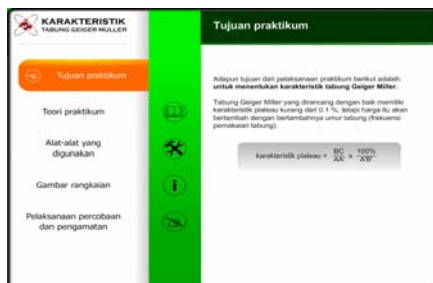 KARAKTERISTIK
TABUNG GEIGER MULLER
Tujuan praktikum
Tujuan praktikum
Teori praktikum
Alat-alat yang
digunakan
Gambar rangkaian
Pelaksanaan percobaan
dan pengamatan
Adapun tujuan dari pelaksanaan praktikum berikut adalah:
untuk menentukan karakteristik tabung Geiger Miller.
Tabung Geiger Miller yang dirancang dengan baik memiliki
karakteristik plateau kurang dari 0.1 %, tetapi harga itu akan
bertambah dengan bertambahnya umur tabung (frekuensi
pemakaian tabung).
karakteristik plateau = BC/AA' x 100%/A'B'